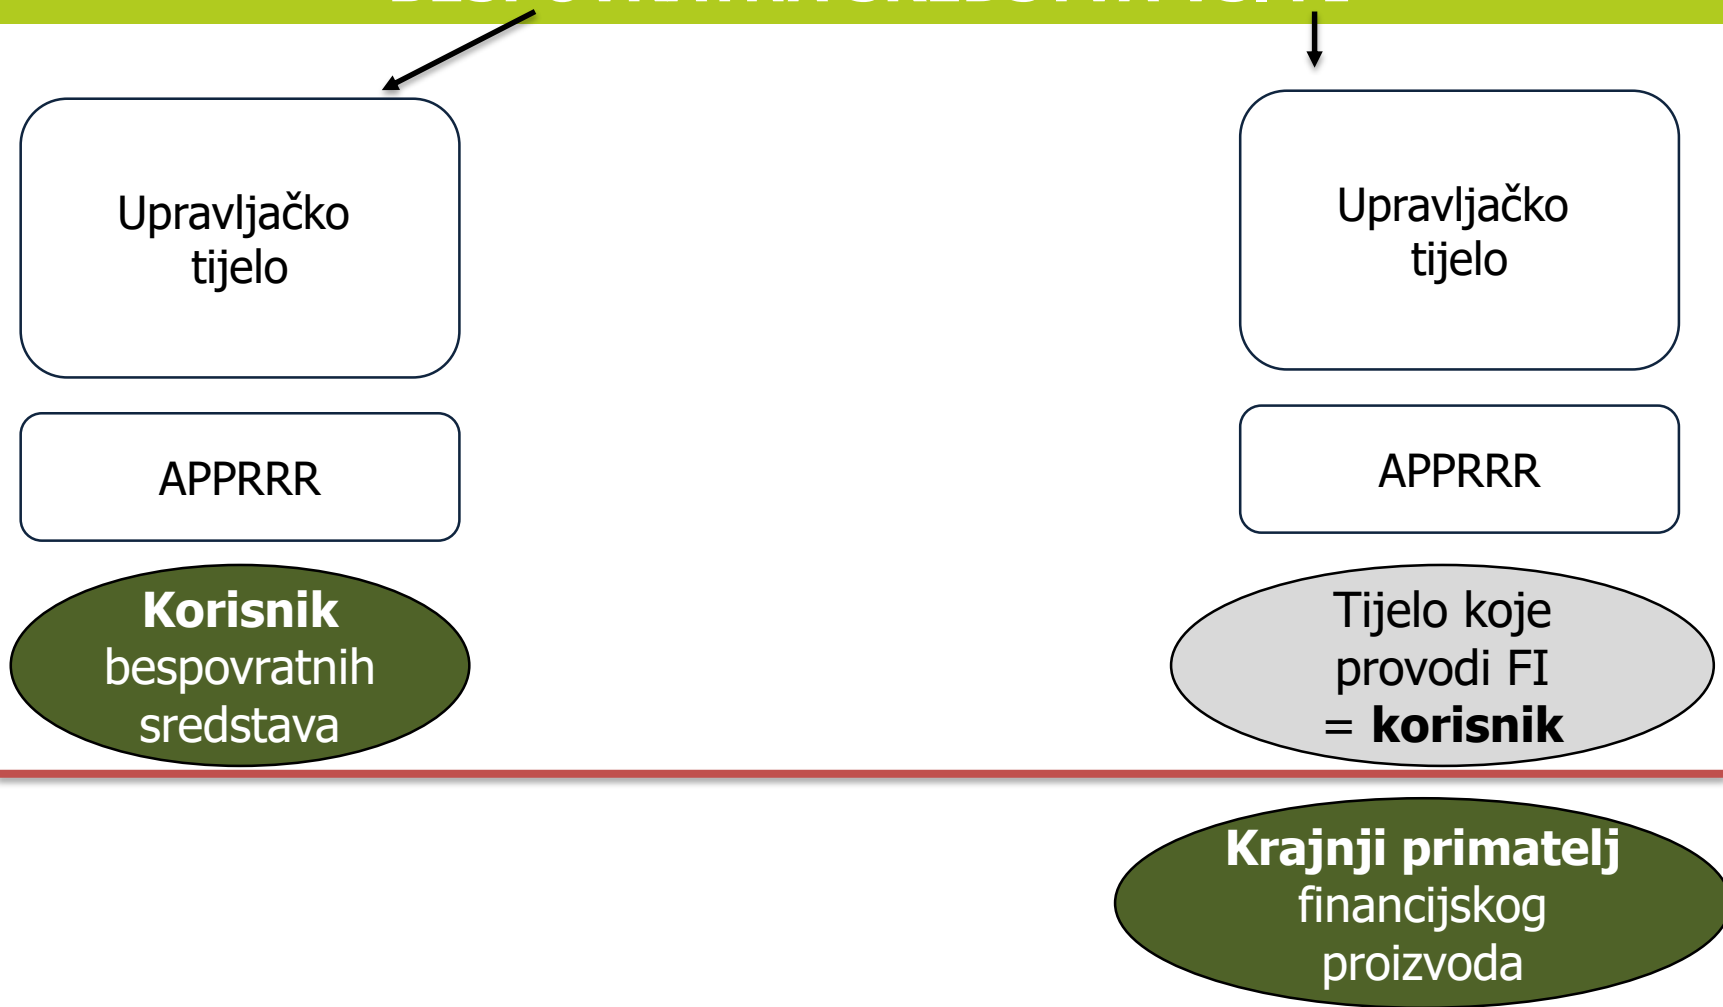 Upravljačko
tijelo
APPRRR
Korisnik
bespovratnih
sredstava
Upravljačko
tijelo
APPRRR
Tijelo koje
provodi FI
= korisnik
Krajnji primatelj
financijskog
proizvoda